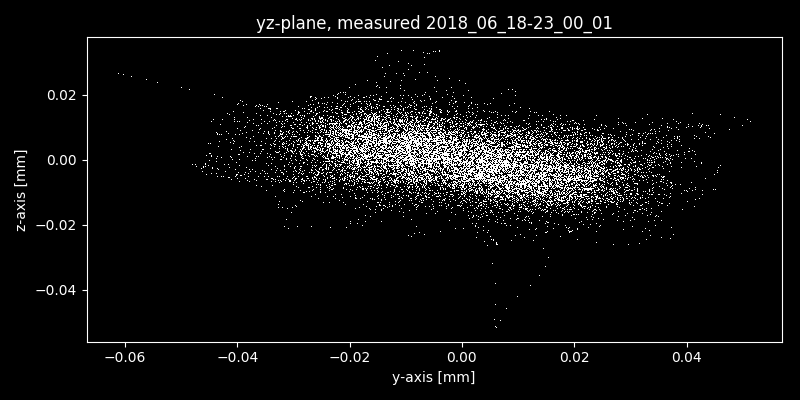 yz-plane, measured 2018_06_18-23_00_01
z-axis [mm]
0.02
0.00
−0.02
−0.04
−0.06 −0.04 −0.02 0.00 0.02 0.04
y-axis [mm]